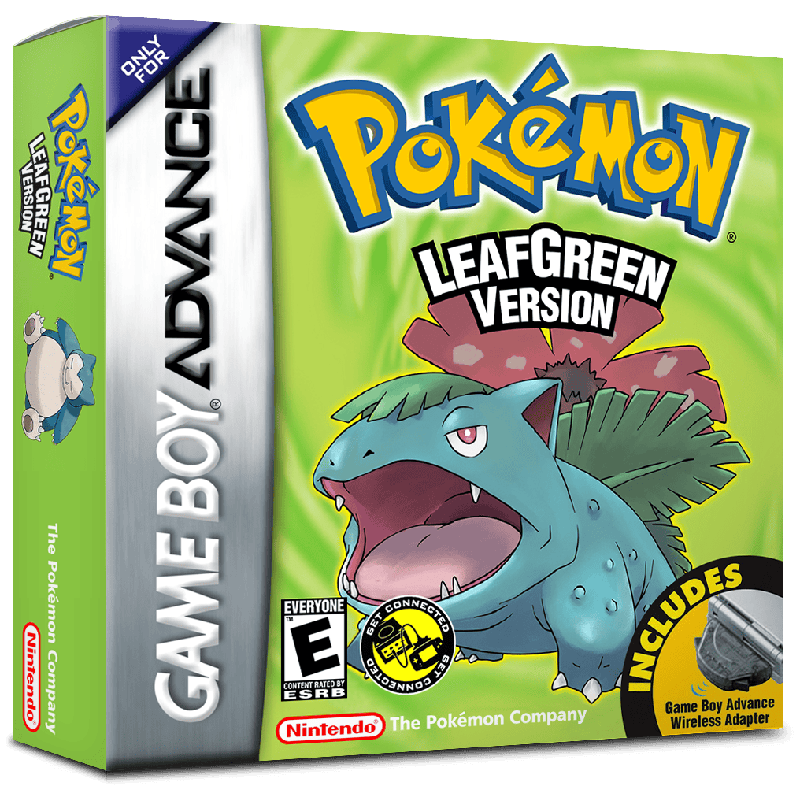 ONLY
FOR
POKéMON
LEAFGREEN
VERSION
The Pokémon Company
Nintendo
GAME BOY ADVANCE
®
POKéMON
®
LEAFGREEN
VERSION
EVERYONE
E
™
CONTENT RATED BY
ESRB
GET CONNECTED
GET CONNECTED
Nintendo®
The Pokémon Company
INCLUDES
Game Boy Advance
Wireless Adapter